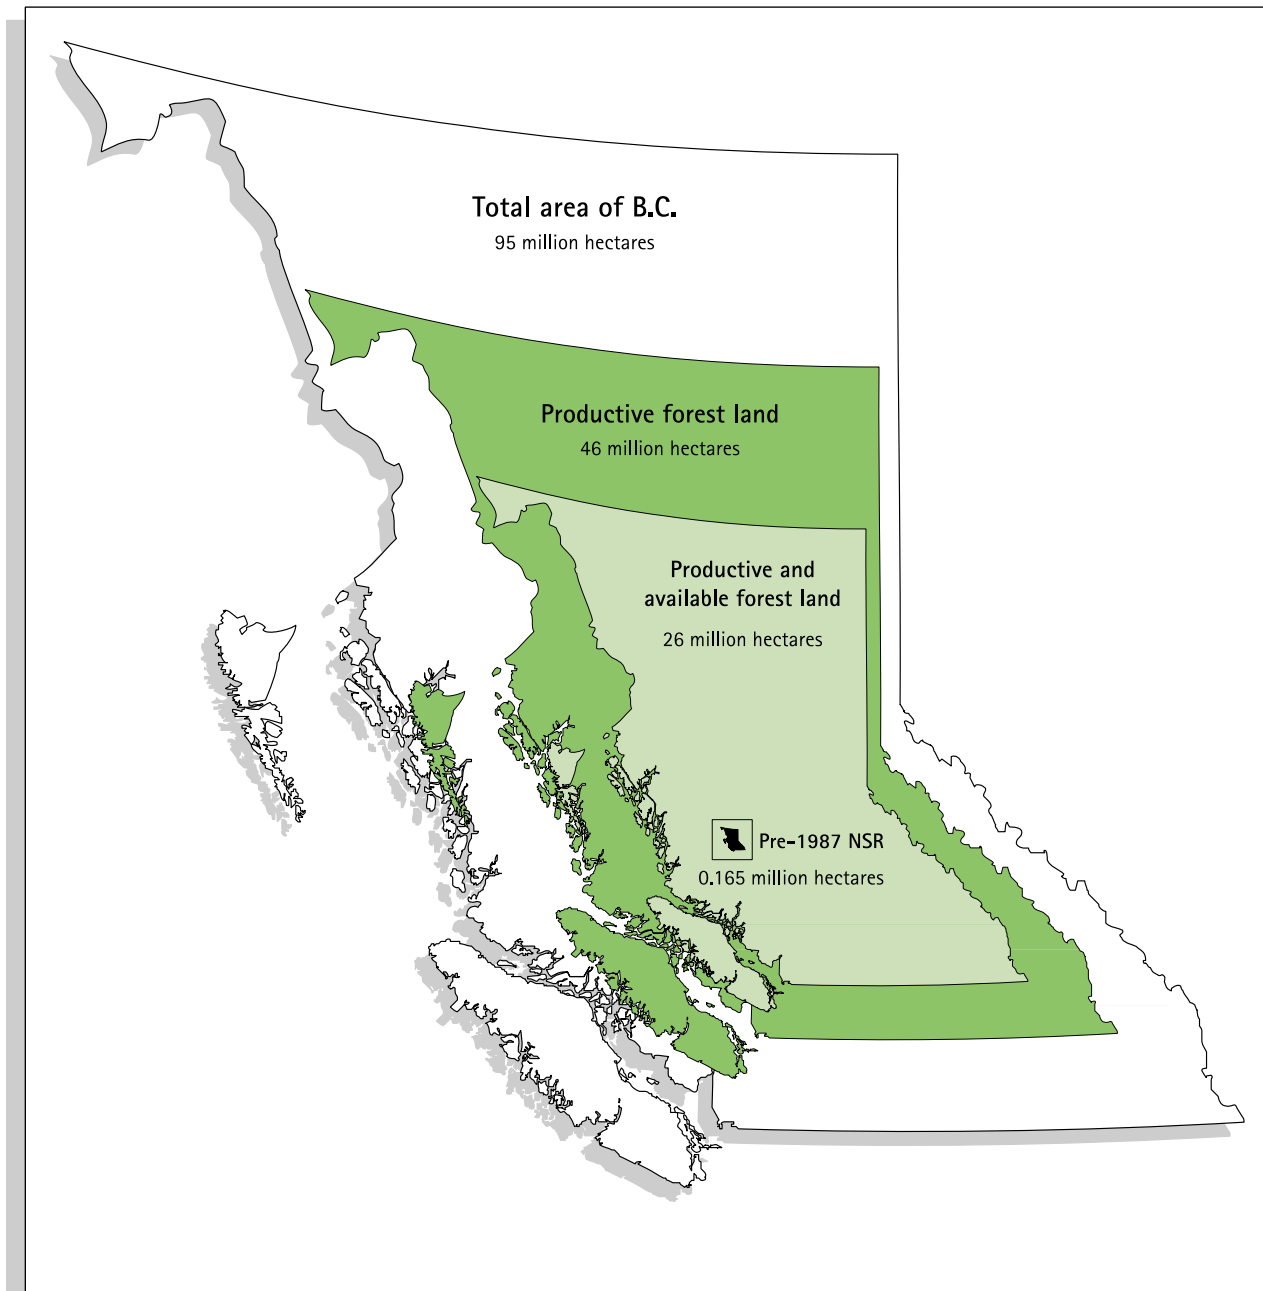 Total area of B.C.
95 million hectares
Productive forest land
46 million hectares
Productive and
available forest land
26 million hectares
Pre-1987 NSR
0.165 million hectares